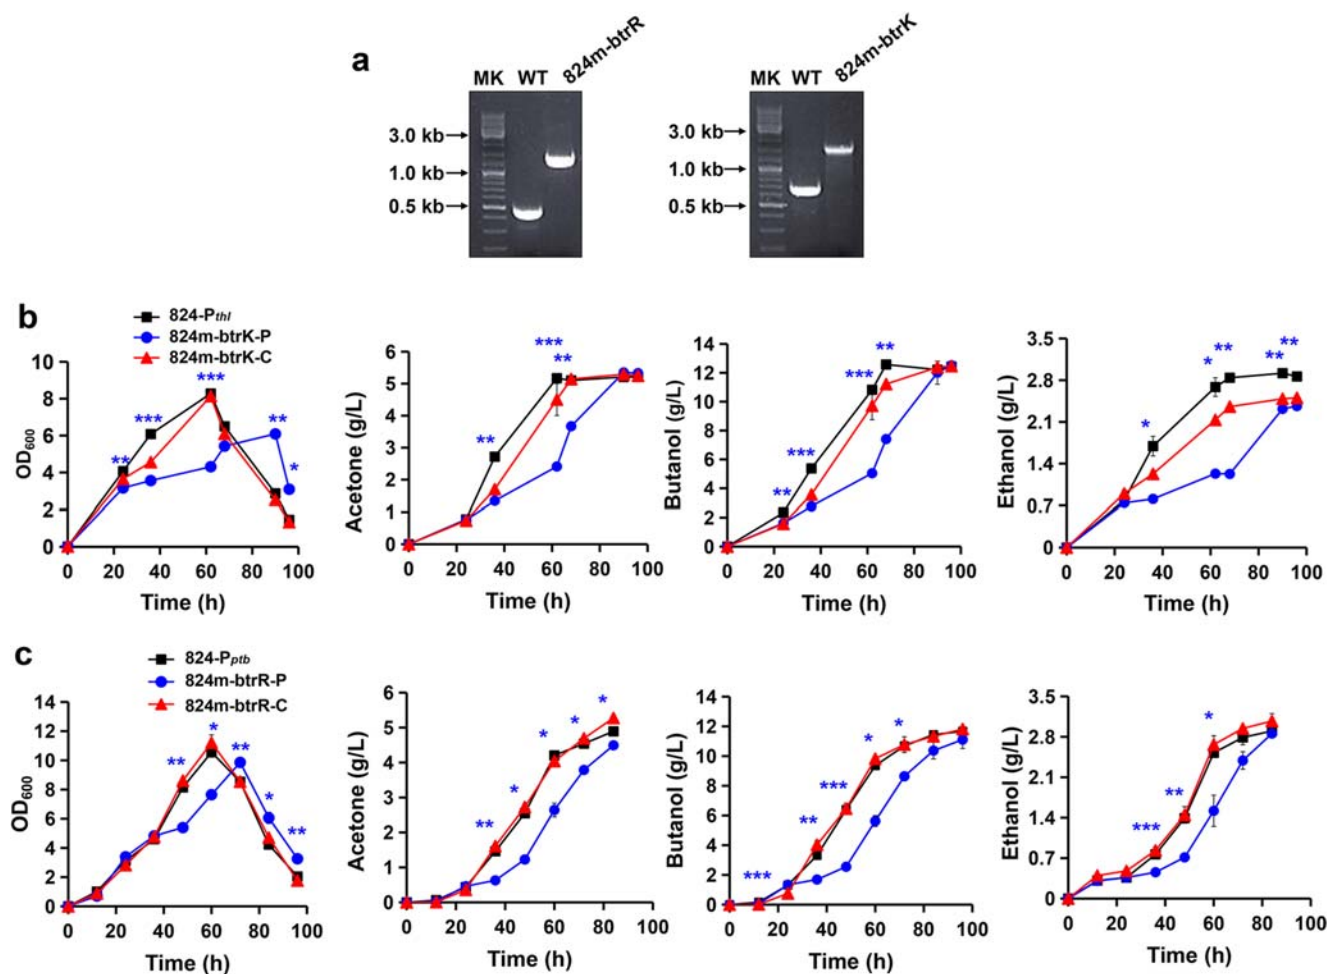 a
MK WT 824m-btrR
3.0 kb
1.0 kb
0.5 kb
MK WT 824m-btrK
3.0 kb
1.0 kb
0.5 kb
b
824-Pthl
824m-btrK-P
824m-btrK-C
OD600
10
8
6
4
2
0
** *** *** ** *
0 20 40 60 80 100
Time (h)
Acetone (g/L)
6
5
4
3
2
1
0
** *** **
0 20 40 60 80 100
Time (h)
Butanol (g/L)
14
12
10
8
6
4
2
0
** *** *** **
0 20 40 60 80 100
Time (h)
Ethanol (g/L)
3.5
2.8
2.1
1.4
0.7
0
* * ** ** **
0 20 40 60 80 100
Time (h)
c
824-Pptb
824m-btrR-P
824m-btrR-C
OD600
14
12
10
8
6
4
2
0
** * ** * **
0 20 40 60 80 100
Time (h)
Acetone (g/L)
6
5
4
3
2
1
0
** * * * *
0 20 40 60 80 100
Time (h)
Butanol (g/L)
14
12
10
8
6
4
2
0
*** ** *** * *
0 20 40 60 80 100
Time (h)
Ethanol (g/L)
3.5
2.8
2.1
1.4
0.7
0
*** ** *
0 20 40 60 80 100
Time (h)